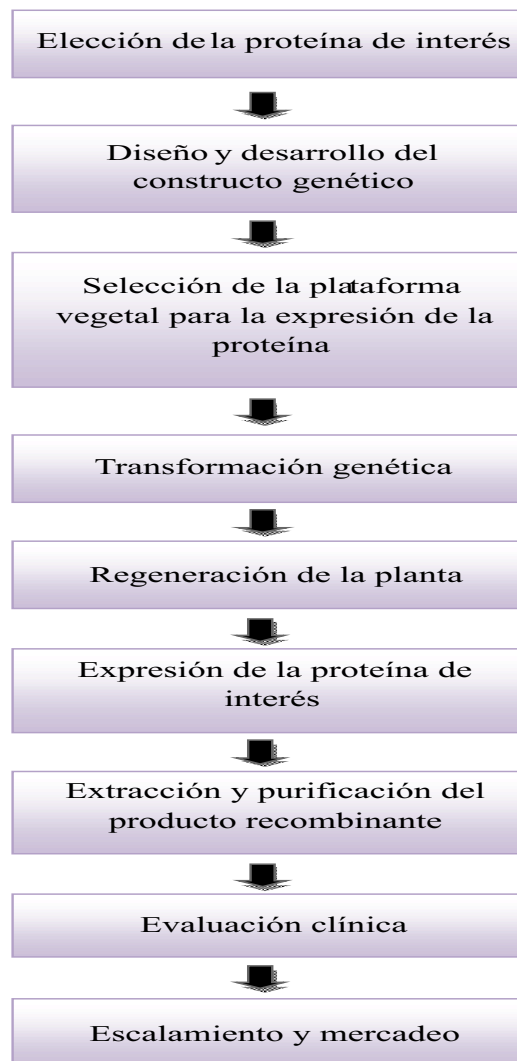 Elección de la proteína de interés
Diseño y desarrollo del
constructo genético
Selección de la plataforma
vegetal para la expresión de la
proteína
Transformación genética
Regeneración de la planta
Expresión de la proteína de
interés
Extracción y purificación del
producto recombinante
Evaluación clínica
Escalamiento y mercadeo